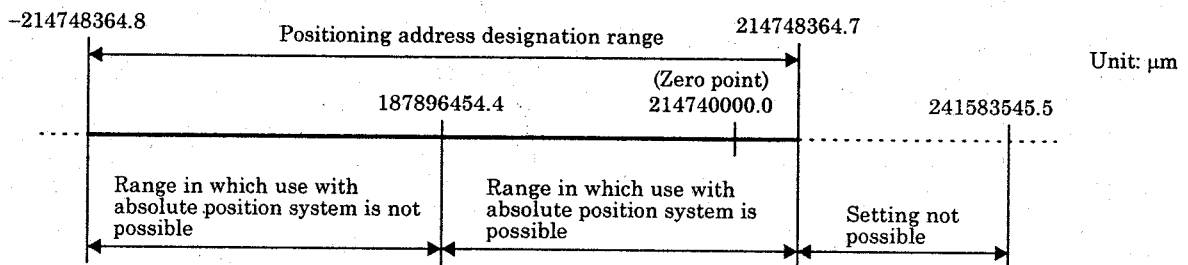 −214748364.8
Positioning address designation range
214748364.7
Unit: µm
(Zero point)
187896454.4
214740000.0
241583545.5
Range in which use with
absolute position system is not
possible
Range in which use with
absolute position system is
possible
Setting not
possible